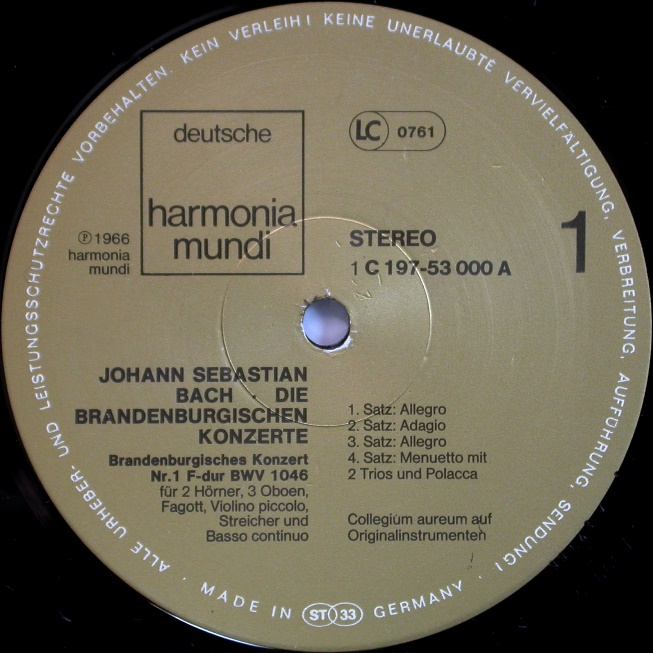 ALLE URHEBER- UND LEISTUNGSSCHUTZRECHTE VORBEHALTEN. KEIN VERLEIH! KEINE UNERLAUBTE VERVIELFÄLTIGUNG, VERBREITUNG, AUFFÜHRUNG, SENDUNG!
deutsche
harmonia
mundi
LC 0761
℗ 1966
harmonia
mundi
STEREO
1 C 197-53 000 A
1
JOHANN SEBASTIAN
BACH · DIE
BRANDENBURGISCHEN
KONZERTE
Brandenburgisches Konzert
Nr.1 F-dur BWV 1046
für 2 Hörner, 3 Oboen,
Fagott, Violino piccolo,
Streicher und
Basso continuo
1. Satz: Allegro
2. Satz: Adagio
3. Satz: Allegro
4. Satz: Menuetto mit
2 Trios und Polacca
Collegium aureum auf
Originalinstrumenten
· MADE IN ST 33 GERMANY ·